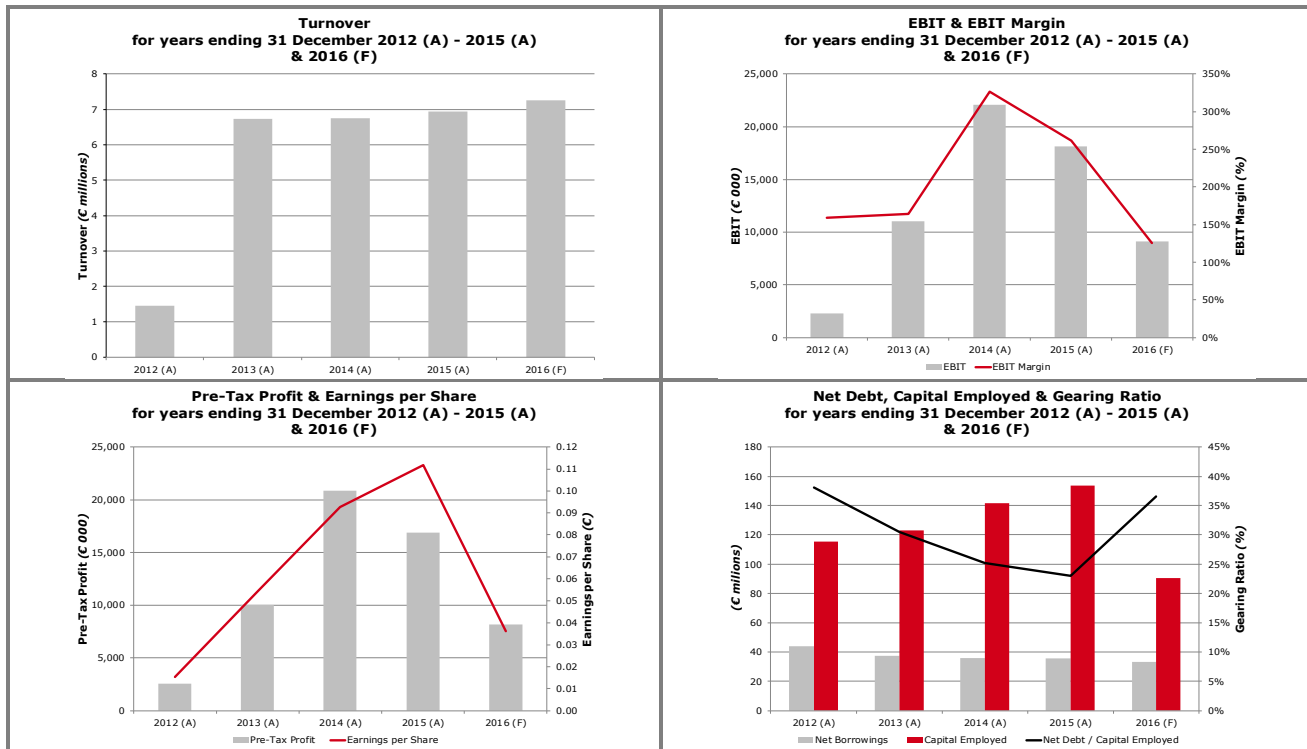 Turnover
for years ending 31 December 2012 (A) - 2015 (A)
& 2016 (F)
8
7
6
5
4
3
2
1
0
Turnover (€ millions)
2012 (A) 2013 (A) 2014 (A) 2015 (A) 2016 (F)
EBIT & EBIT Margin
for years ending 31 December 2012 (A) - 2015 (A)
& 2016 (F)
25,000
20,000
15,000
10,000
5,000
0
EBIT (€ 000)
350%
300%
250%
200%
150%
100%
50%
0%
EBIT Margin (%)
2012 (A) 2013 (A) 2014 (A) 2015 (A) 2016 (F)
EBIT EBIT Margin
Pre-Tax Profit & Earnings per Share
for years ending 31 December 2012 (A) - 2015 (A)
& 2016 (F)
25,000
20,000
15,000
10,000
5,000
0
Pre-Tax Profit (€ 000)
0.12
0.11
0.10
0.09
0.08
0.07
0.06
0.05
0.04
0.03
0.02
0.01
0.00
Earnings per Share (€)
2012 (A) 2013 (A) 2014 (A) 2015 (A) 2016 (F)
Pre-Tax Profit Earnings per Share
Net Debt, Capital Employed & Gearing Ratio
for years ending 31 December 2012 (A) - 2015 (A)
& 2016 (F)
180
160
140
120
100
80
60
40
20
0
(€ milions)
45%
40%
35%
30%
25%
20%
15%
10%
5%
0%
Gearing Ratio (%)
2012 (A) 2013 (A) 2014 (A) 2015 (A) 2016 (F)
Net Borrowings Capital Employed Net Debt / Capital Employed